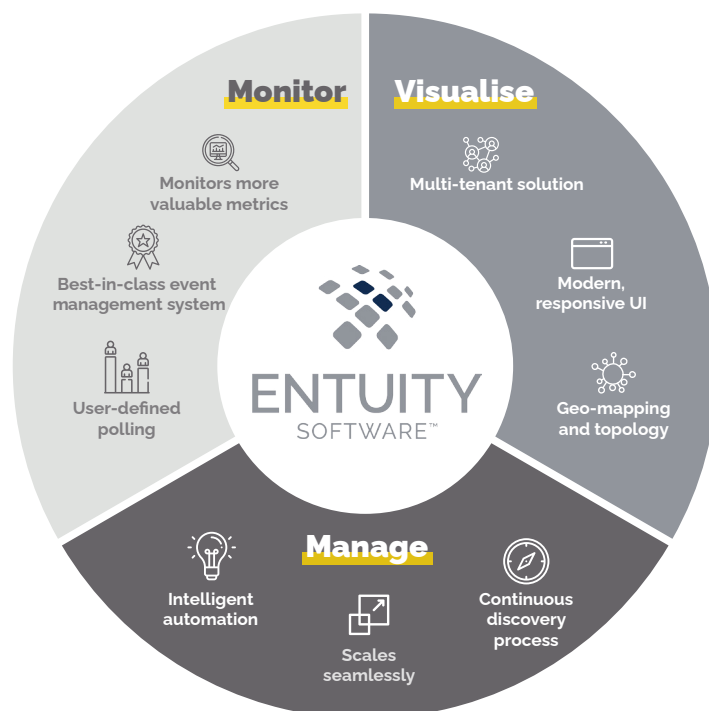 Monitor
Monitors more
valuable metrics
Best-in-class event
management system
User-defined
polling
Visualise
Multi-tenant solution
Modern,
responsive UI
Geo-mapping
and topology
ENTUITY
SOFTWARE™
Manage
Intelligent
automation
Scales
seamlessly
Continuous
discovery
process